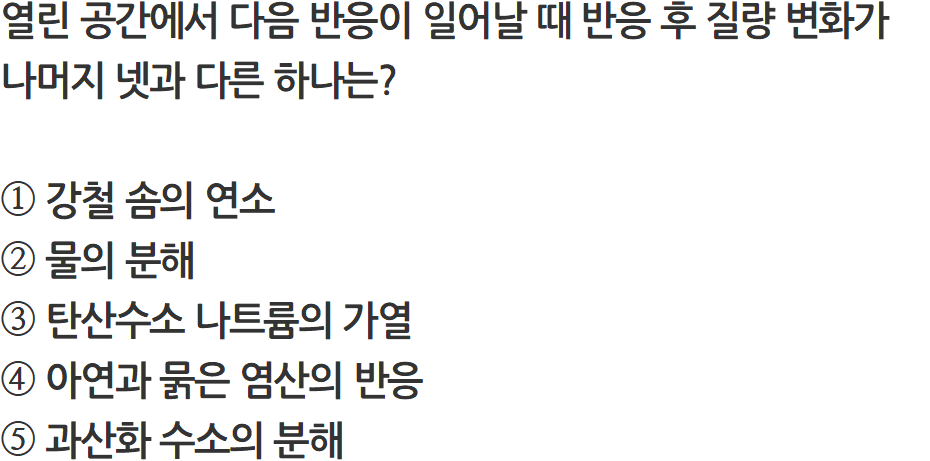 열린 공간에서 다음 반응이 일어날 때 반응 후 질량 변화가
나머지 넷과 다른 하나는?
① 강철 솜의 연소
② 물의 분해
③ 탄산수소 나트륨의 가열
④ 아연과 묽은 염산의 반응
⑤ 과산화 수소의 분해